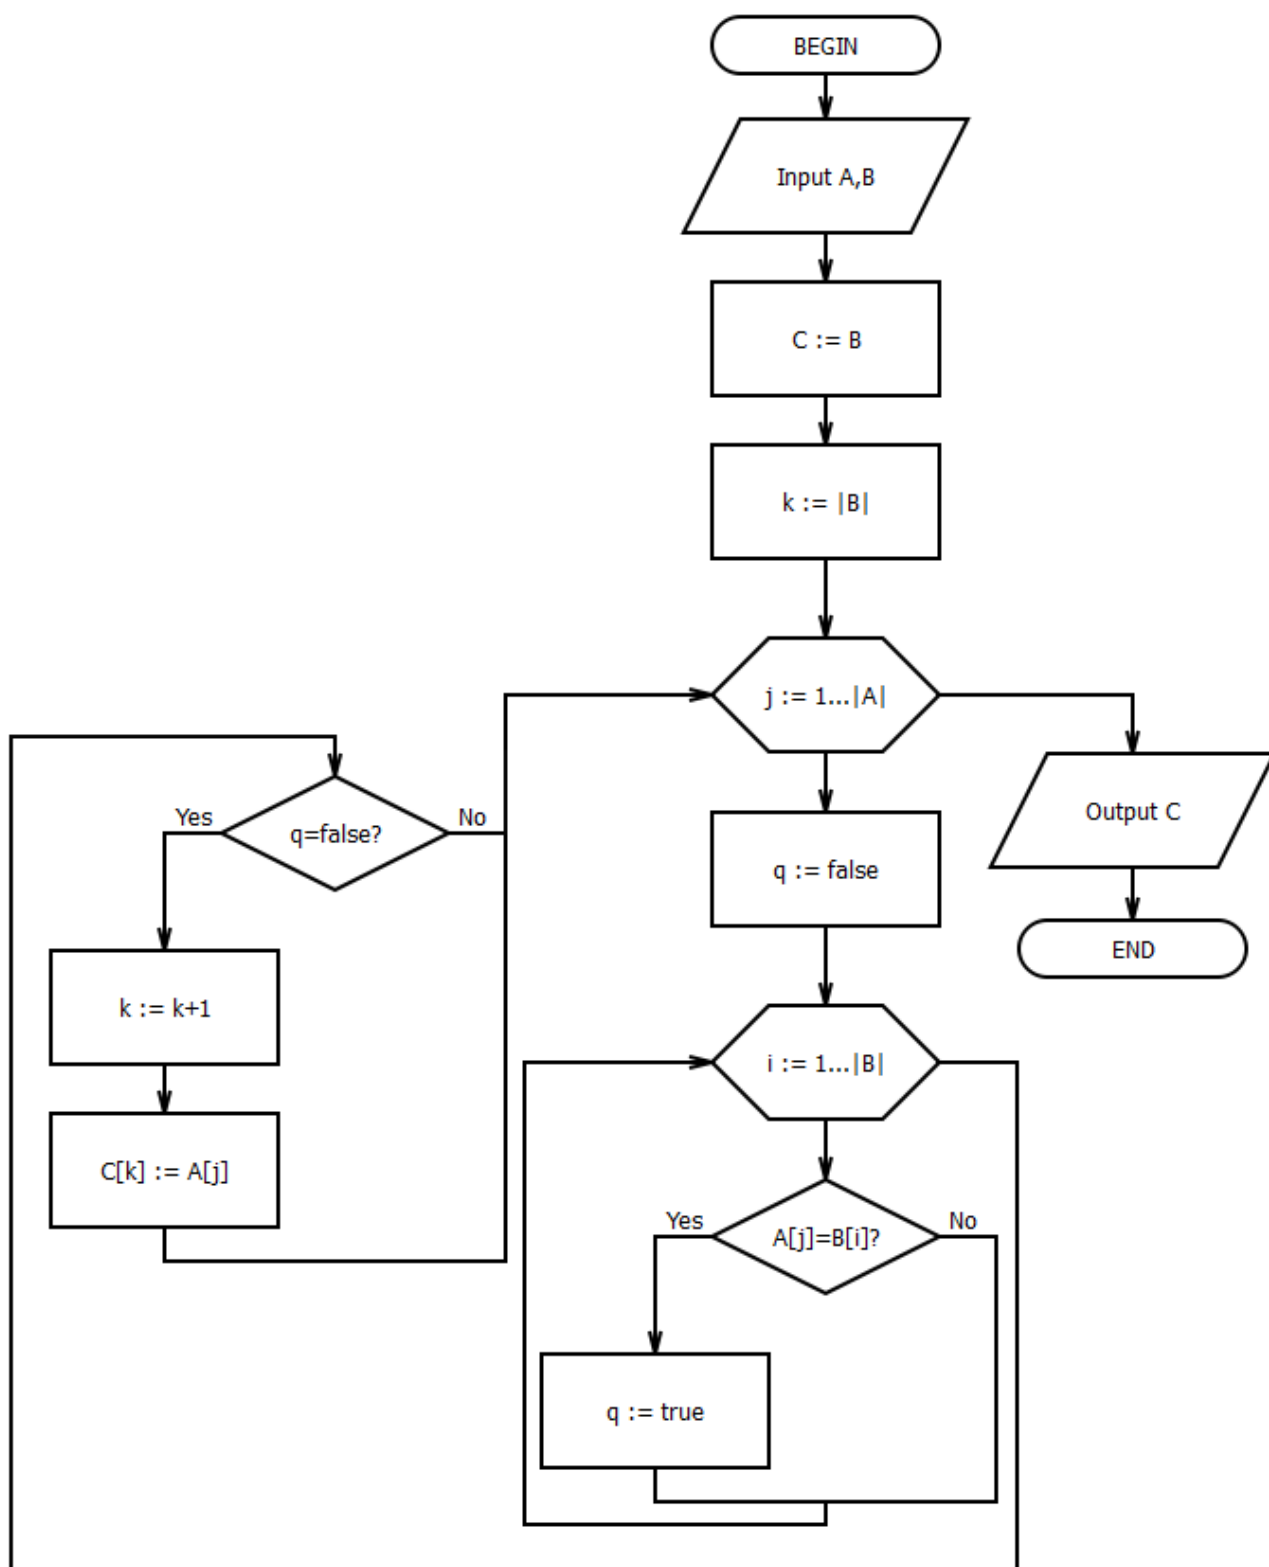 BEGIN
Input A,B
C := B
k := |B|
j := 1...|A|
Yes
q=false?
No
k := k+1
C[k] := A[j]
q := false
Output C
END
i := 1...|B|
Yes
A[j]=B[i]?
No
q := true